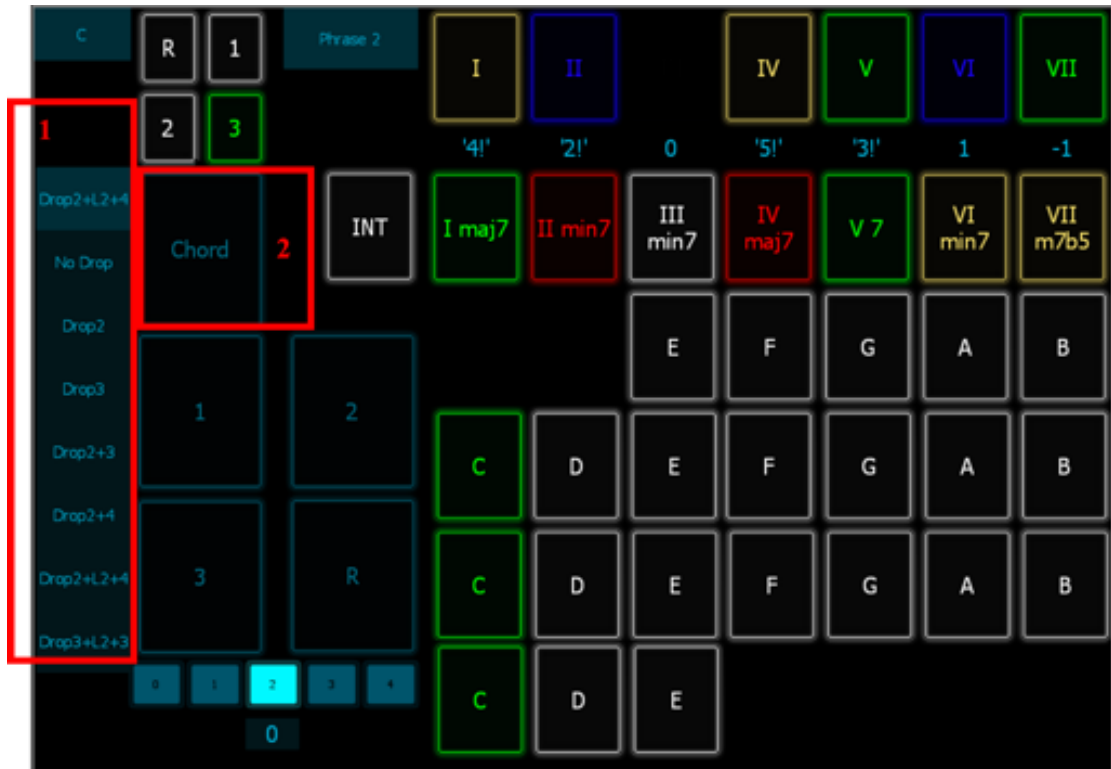 C
R 1
Phrase 2
I II IV V VI VII
1
2 3
'4!' '2!' 0 '5!' '3!' 1 -1
Drop2+L2+4
No Drop
Drop2
Drop3
Drop2+3
Drop2+4
Drop2+L2+4
Drop3+L2+3
Chord
2
INT
I maj7
II min7
III
min7
IV
maj7
V 7
VI
min7
VII
m7b5
E F G A B
1 2
C D E F G A B
3 R
C D E F G A B
0 1 2 3 4
C D E
0